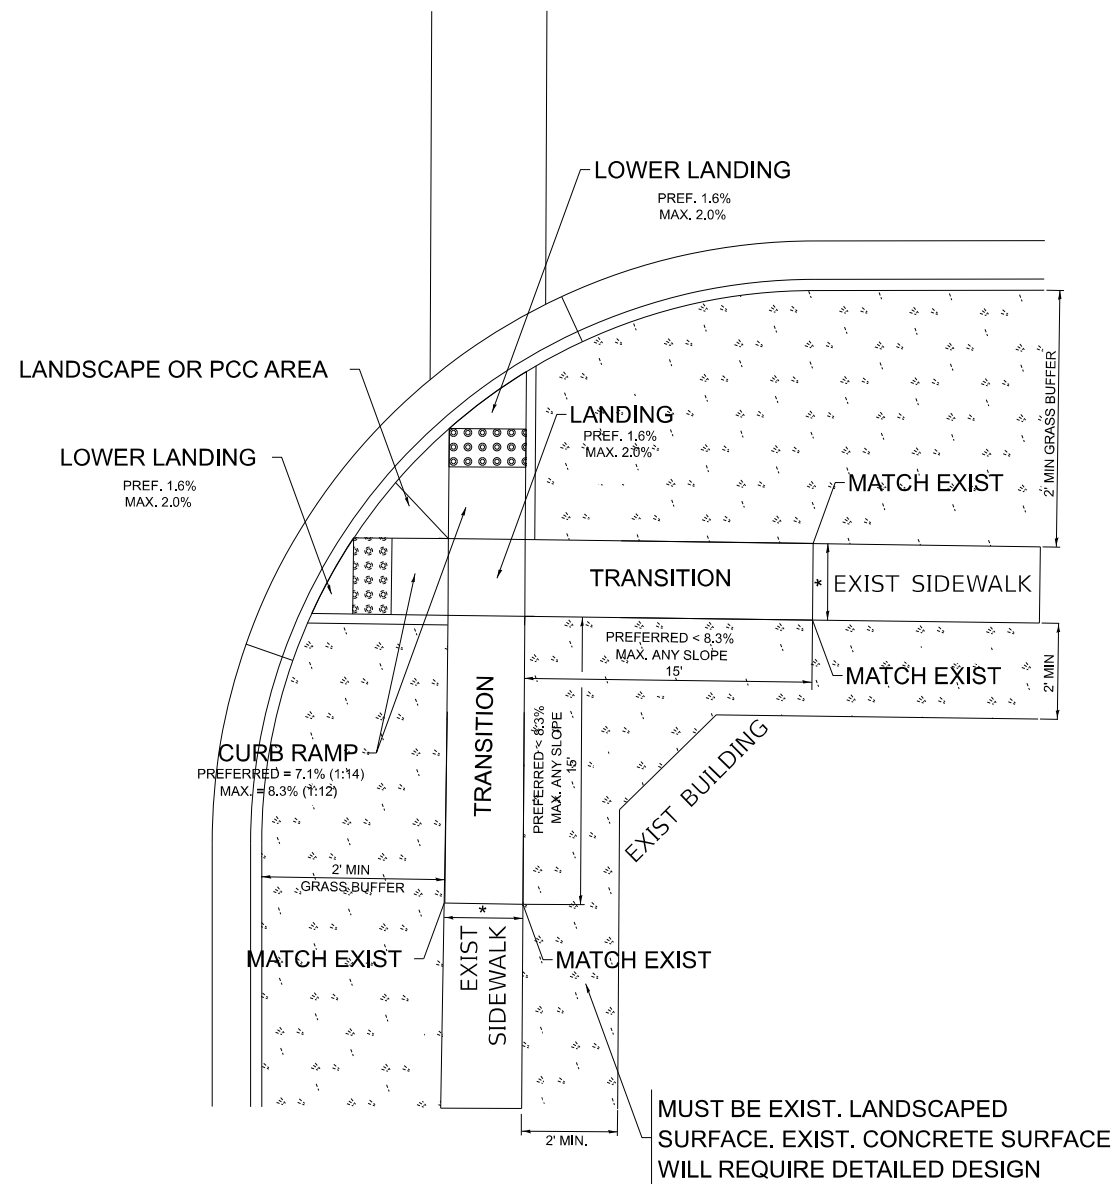 LOWER LANDING
PREF. 1.6%
MAX. 2.0%
LANDSCAPE OR PCC AREA
2' MIN GRASS BUFFER
LANDING
PREF. 1.6%
MAX. 2.0%
LOWER LANDING
PREF. 1.6%
MAX. 2.0%
MATCH EXIST
TRANSITION
*
EXIST SIDEWALK
PREFERRED < 8.3%
MAX. ANY SLOPE
15'
MATCH EXIST
2' MIN
TRANSITION
PREFERRED < 8.3%
MAX. ANY SLOPE
15'
CURB RAMP
PREFERRED = 7.1% (1:14)
MAX. = 8.3% (1:12)
EXIST BUILDING
2' MIN
GRASS BUFFER
*
MATCH EXIST
EXIST
SIDEWALK
MATCH EXIST
2' MIN.
MUST BE EXIST. LANDSCAPED
SURFACE. EXIST. CONCRETE SURFACE
WILL REQUIRE DETAILED DESIGN